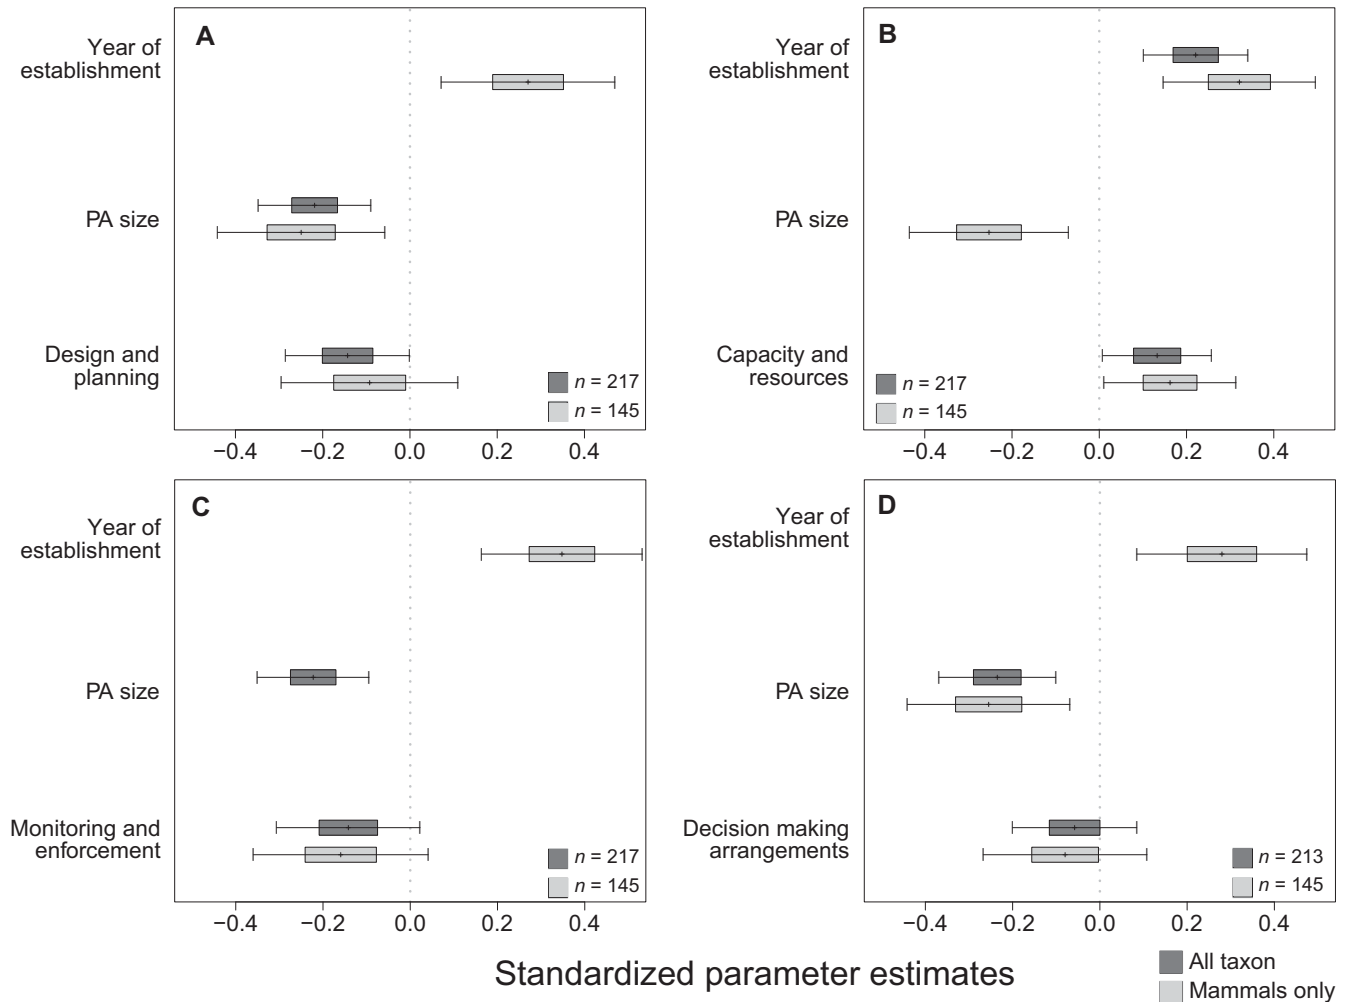 A
Year of
establishment
PA size
Design and
planning
n = 217
n = 145
−0.4 −0.2 0.0 0.2 0.4
B
Year of
establishment
PA size
Capacity and
resources
n = 217
n = 145
−0.4 −0.2 0.0 0.2 0.4
C
Year of
establishment
PA size
Monitoring and
enforcement
n = 217
n = 145
−0.4 −0.2 0.0 0.2 0.4
D
Year of
establishment
PA size
Decision making
arrangements
n = 213
n = 145
−0.4 −0.2 0.0 0.2 0.4
Standardized parameter estimates
All taxon
Mammals only